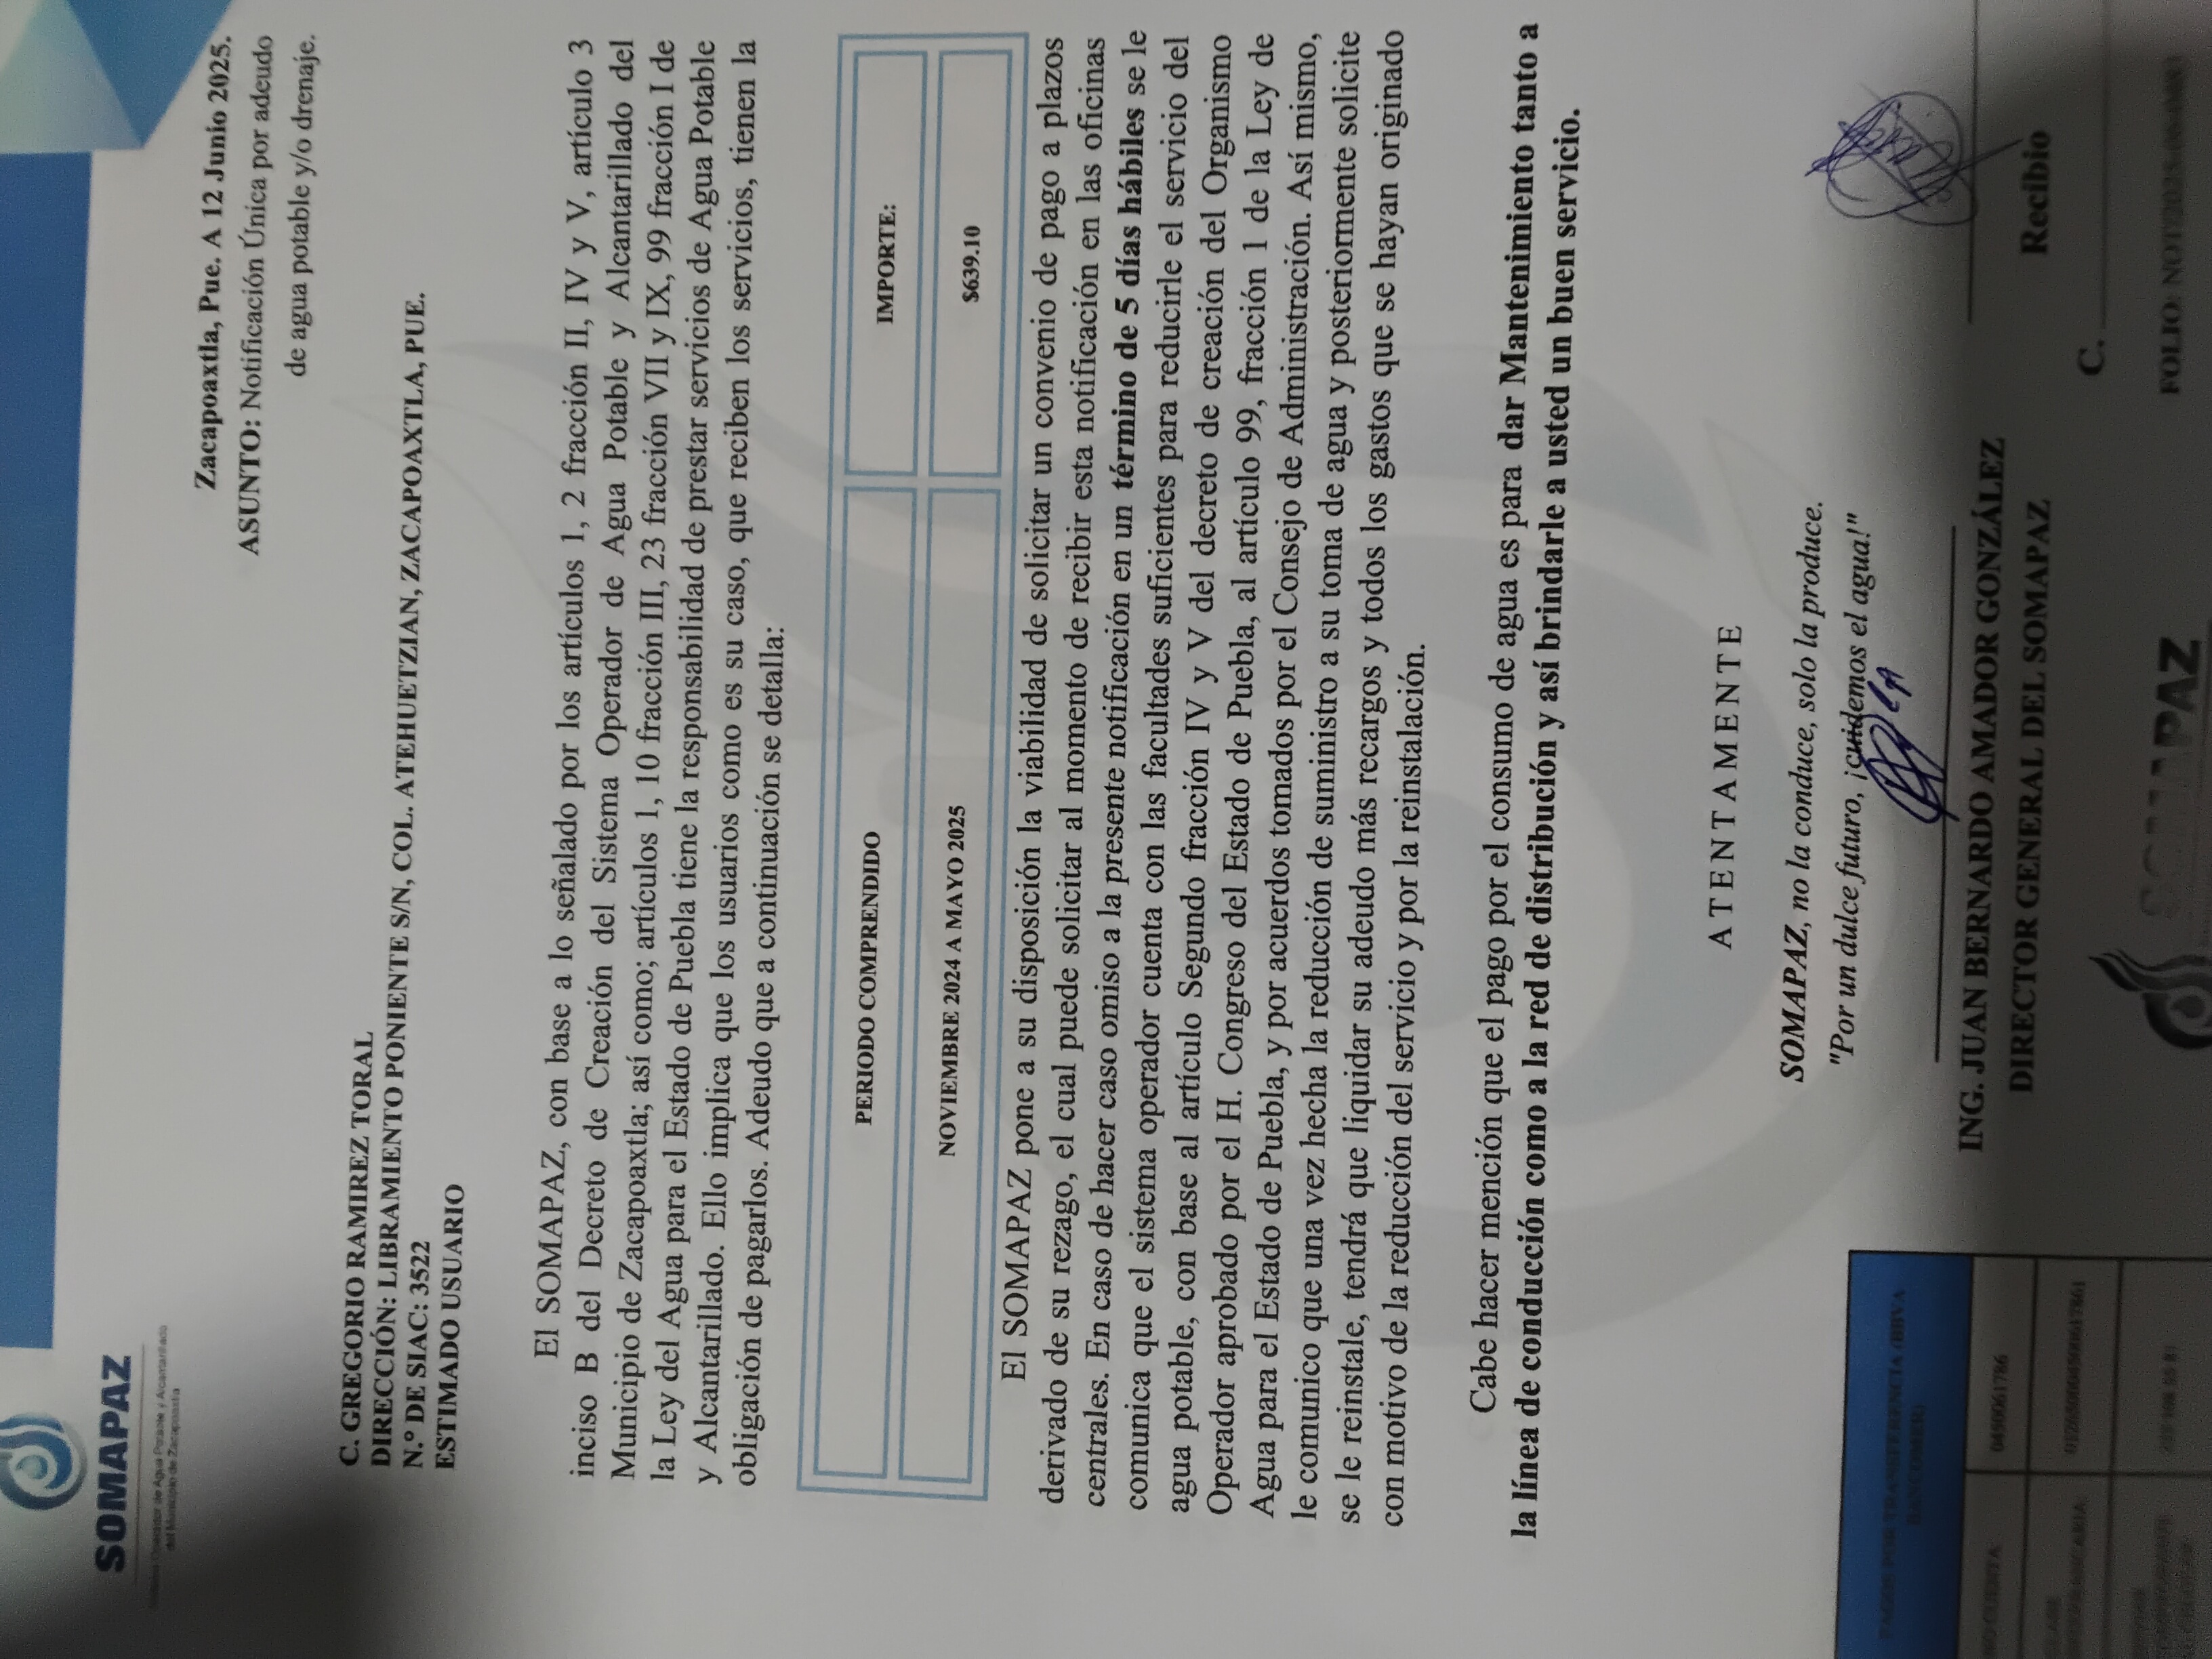 SOMAPAZ
Sistema Operador de Agua Potable y Alcantarillado
del Municipio de Zacapoaxtla
Zacapoaxtla, Pue. A 12 Junio 2025.
ASUNTO: Notificación Única por adeudo
de agua potable y/o drenaje.
C. GREGORIO RAMIREZ TORAL
DIRECCIÓN: LIBRAMIENTO PONIENTE S/N, COL. ATEHUETZIAN, ZACAPOAXTLA, PUE.
N.º DE SIAC: 3522
ESTIMADO USUARIO
El SOMAPAZ, con base a lo señalado por los artículos 1, 2 fracción II, IV y V, artículo 3
inciso B del Decreto de Creación del Sistema Operador de Agua Potable y Alcantarillado del
Municipio de Zacapoaxtla; así como; artículos 1, 10 fracción III, 23 fracción VII y IX, 99 fracción I de
la Ley del Agua para el Estado de Puebla tiene la responsabilidad de prestar servicios de Agua Potable
y Alcantarillado. Ello implica que los usuarios como es su caso, que reciben los servicios, tienen la
obligación de pagarlos. Adeudo que a continuación se detalla:
PERIODO COMPRENDIDO
IMPORTE:
NOVIEMBRE 2024 A MAYO 2025
$639.10
El SOMAPAZ pone a su disposición la viabilidad de solicitar un convenio de pago a plazos
derivado de su rezago, el cual puede solicitar al momento de recibir esta notificación en las oficinas
centrales. En caso de hacer caso omiso a la presente notificación en un término de 5 días hábiles se le
comunica que el sistema operador cuenta con las facultades suficientes para reducirle el servicio del
agua potable, con base al artículo Segundo fracción IV y V del decreto de creación del Organismo
Operador aprobado por el H. Congreso del Estado de Puebla, al artículo 99, fracción 1 de la Ley de
Agua para el Estado de Puebla, y por acuerdos tomados por el Consejo de Administración. Así mismo,
le comunico que una vez hecha la reducción de suministro a su toma de agua y posteriormente solicite
se le reinstale, tendrá que liquidar su adeudo más recargos y todos los gastos que se hayan originado
con motivo de la reducción del servicio y por la reinstalación.
Cabe hacer mención que el pago por el consumo de agua es para dar Mantenimiento tanto a
la línea de conducción como a la red de distribución y así brindarle a usted un buen servicio.
ATENTAMENTE
SOMAPAZ, no la conduce, solo la produce.
"Por un dulce futuro, ¡cuidemos el agua!"
PAGOS POR TRANSFERENCIA (BBVA
BANCOMER)
CUENTA
0450061786
ING. JUAN BERNARDO AMADOR GONZÁLEZ
DIRECTOR GENERAL DEL SOMAPAZ
Recibio
C.
SOMAPAZ
FOLIO: